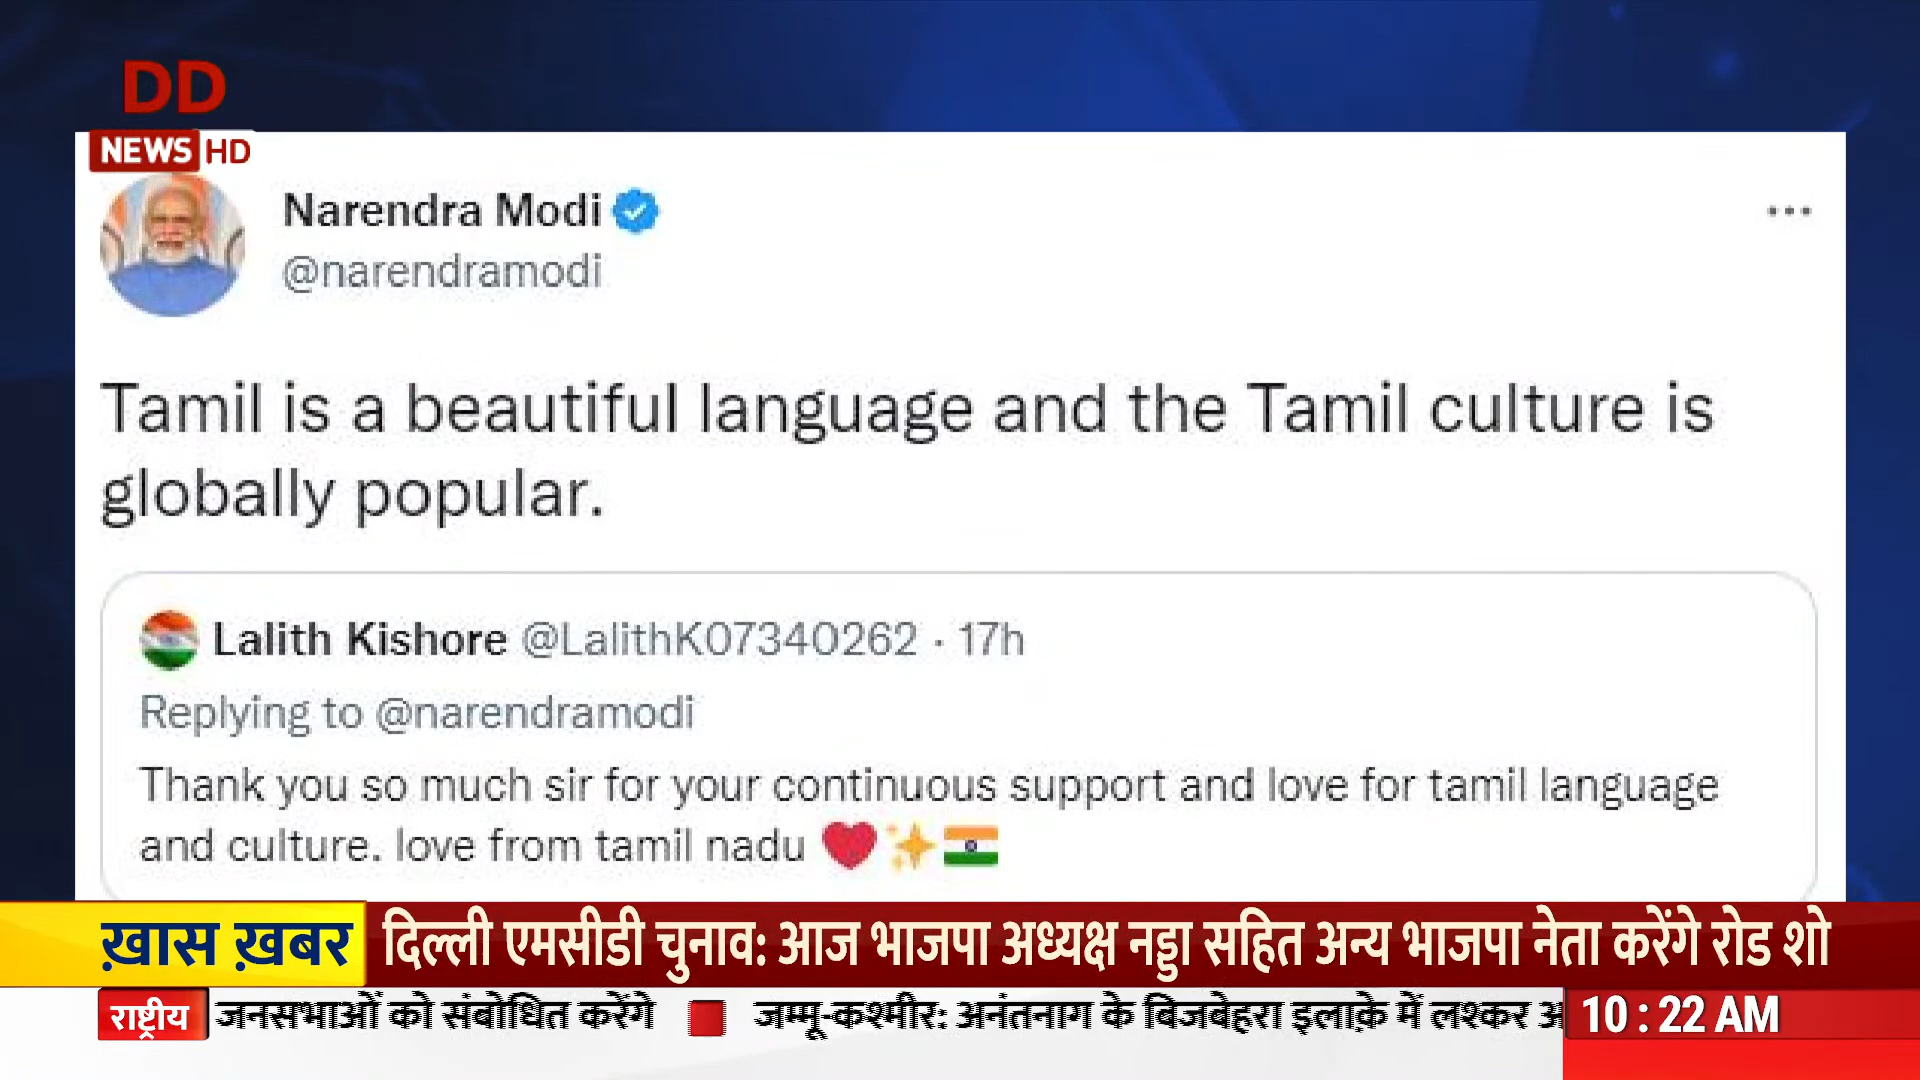 DD
NEWS HD
Narendra Modi
@narendramodi
Tamil is a beautiful language and the Tamil culture is
globally popular.
Lalith Kishore @LalithK07340262 · 17h
Replying to @narendramodi
Thank you so much sir for your continuous support and love for tamil language
and culture. love from tamil nadu ❤️✨🇮🇳
ख़ास ख़बर दिल्ली एमसीडी चुनाव: आज भाजपा अध्यक्ष नड्डा सहित अन्य भाजपा नेता करेंगे रोड शो
राष्ट्रीय जनसभाओं को संबोधित करेंगे जम्मू-कश्मीर: अनंतनाग के बिजबेहरा इलाक़े में लश्कर 10 : 22 AM